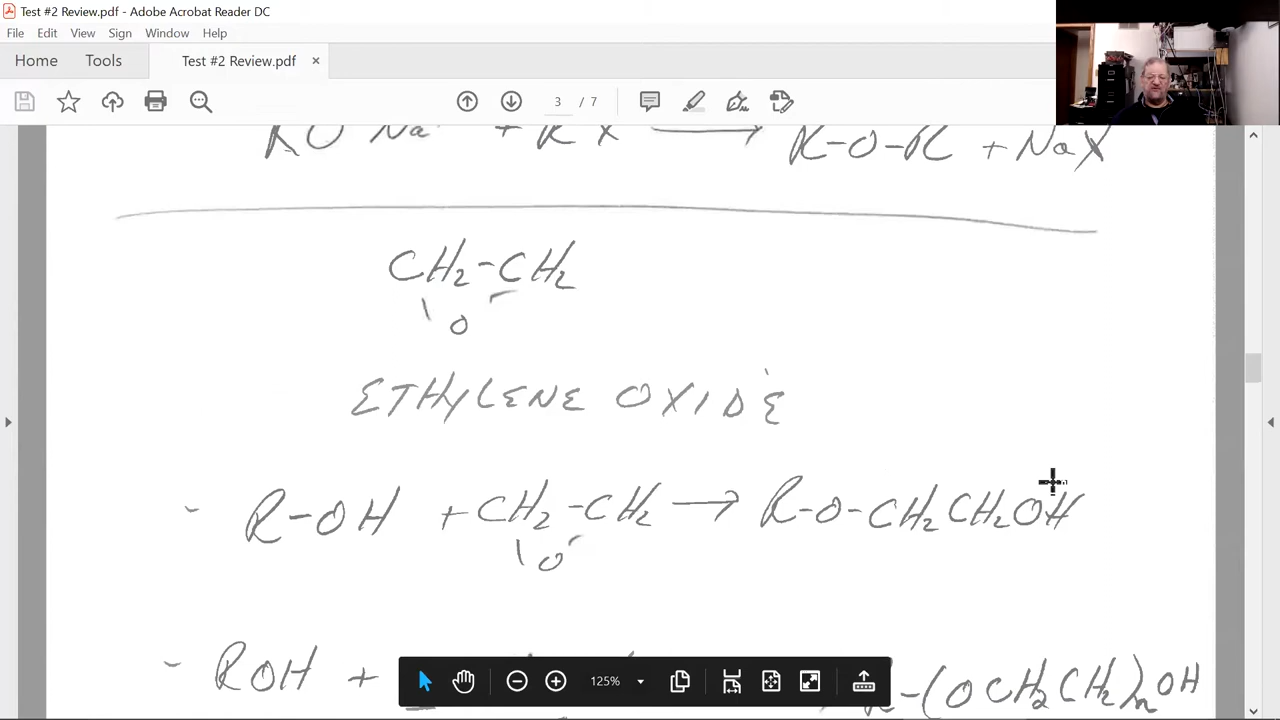 Test #2 Review.pdf - Adobe Acrobat Reader DC
File Edit View Sign Window Help
Home Tools Test #2 Review.pdf ×
3 / 7
RO Na + RX → R-O-R + NaX
CH2-CH2
\ O
ETHYLENE OXIDE
- R-OH + CH2-CH2 → R-O-CH2CH2OH
\ O
- ROH + R-(OCH2CH2)nOH
125%